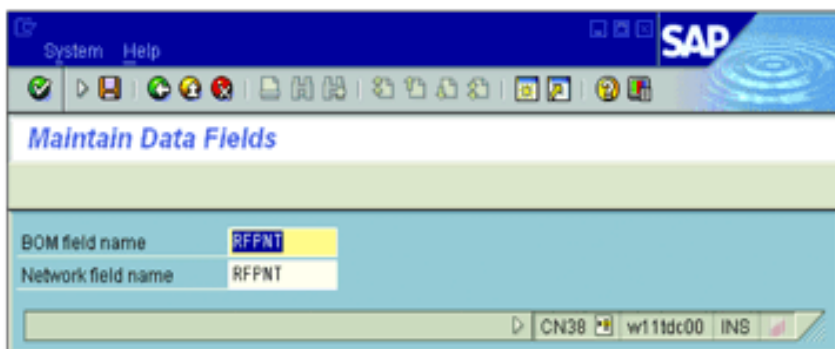 System Help
SAP
Maintain Data Fields
BOM field name RFPNT
Network field name RFPNT
CN38 w11tdc00 INS